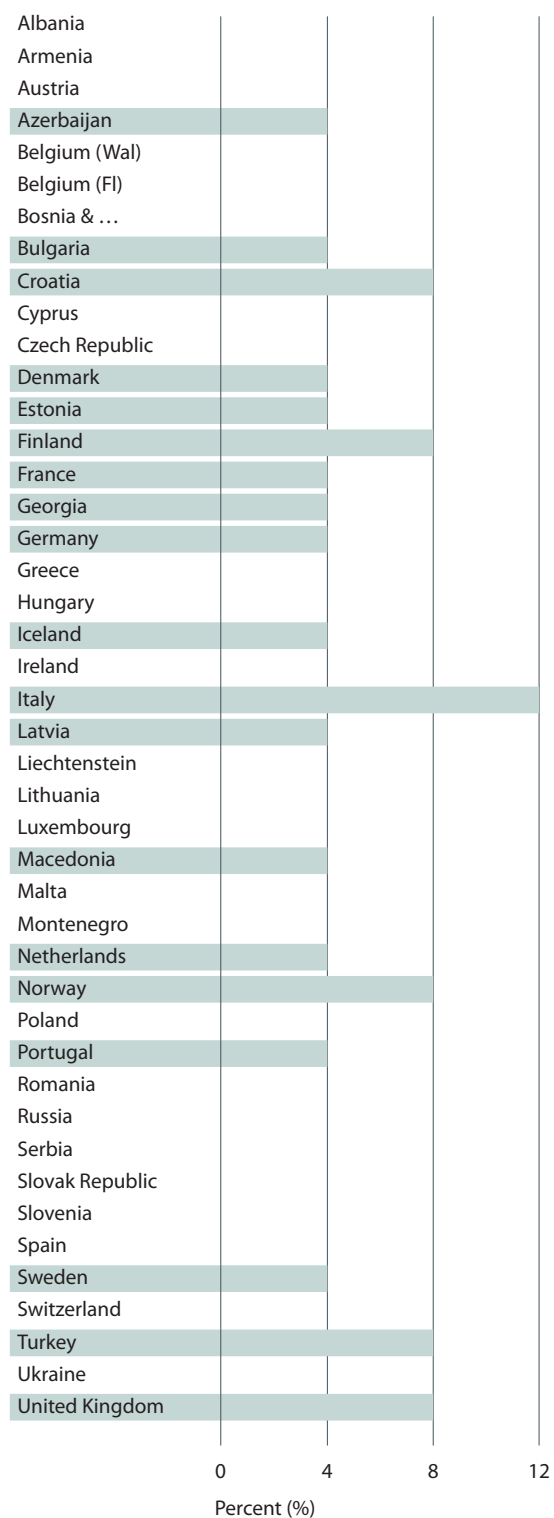 Albania
Armenia
Austria
Azerbaijan
Belgium (Wal)
Belgium (Fl)
Bosnia & …
Bulgaria
Croatia
Cyprus
Czech Republic
Denmark
Estonia
Finland
France
Georgia
Germany
Greece
Hungary
Iceland
Ireland
Italy
Latvia
Liechtenstein
Lithuania
Luxembourg
Macedonia
Malta
Montenegro
Netherlands
Norway
Poland
Portugal
Romania
Russia
Serbia
Slovak Republic
Slovenia
Spain
Sweden
Switzerland
Turkey
Ukraine
United Kingdom
0 4 8 12
Percent (%)